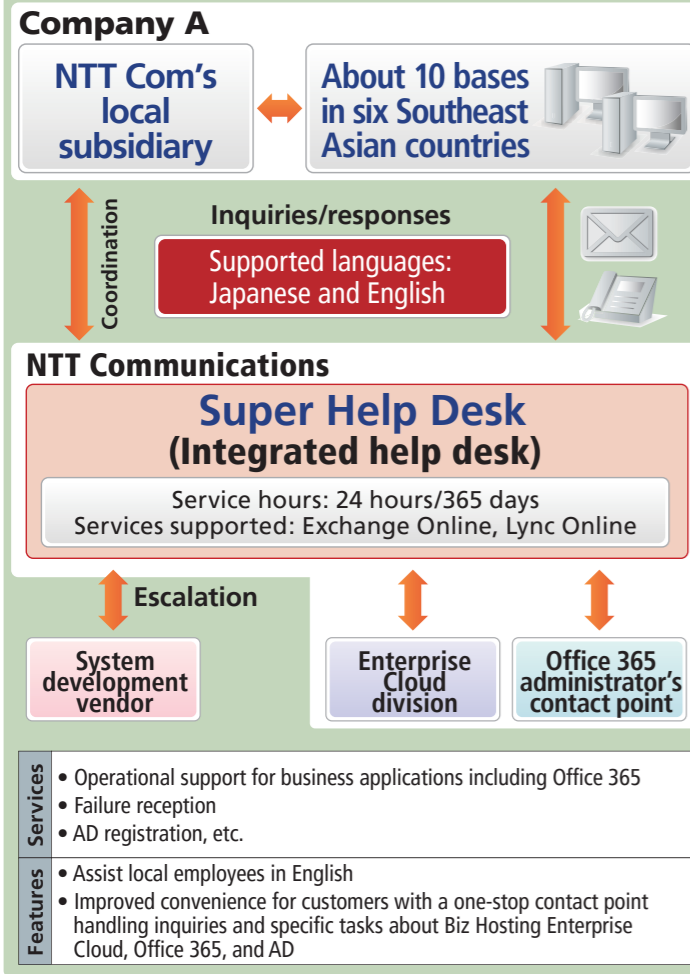 Company A
NTT Com's
local
subsidiary
About 10 bases
in six Southeast
Asian countries
Coordination
Inquiries/responses
Supported languages:
Japanese and English
NTT Communications
Super Help Desk
(Integrated help desk)
Service hours: 24 hours/365 days
Services supported: Exchange Online, Lync Online
Escalation
System
development
vendor
Enterprise
Cloud
division
Office 365
administrator's
contact point
Services
• Operational support for business applications including Office 365
• Failure reception
• AD registration, etc.
Features
• Assist local employees in English
• Improved convenience for customers with a one-stop contact point
handling inquiries and specific tasks about Biz Hosting Enterprise
Cloud, Office 365, and AD